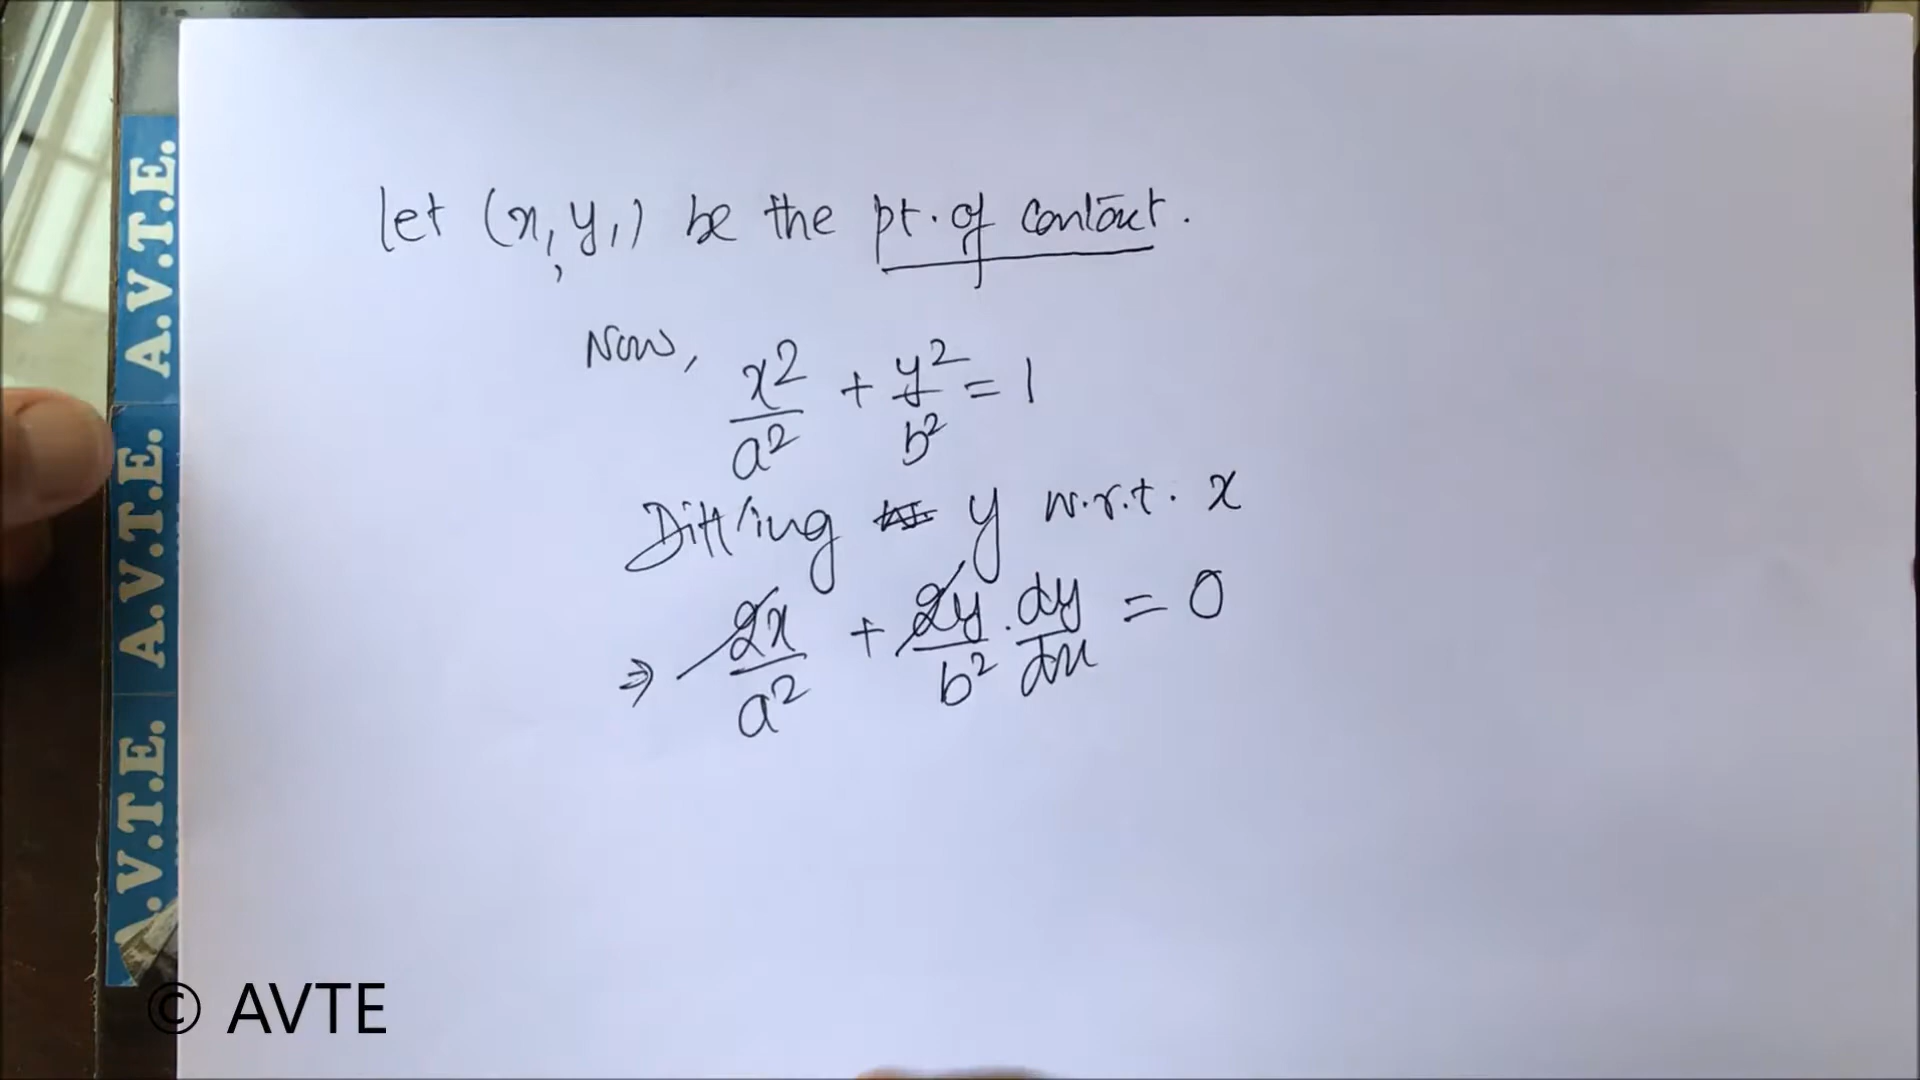 let (x₁, y₁) be the pt. of contact.
Now, x²/a² + y²/b² = 1
Diff/ing y w.r.t. x
⇒ 2x/a² + 2y/b² . dy/dx = 0
A.V.T.E.
A.V.T.E.
A.V.T.E.
© AVTE